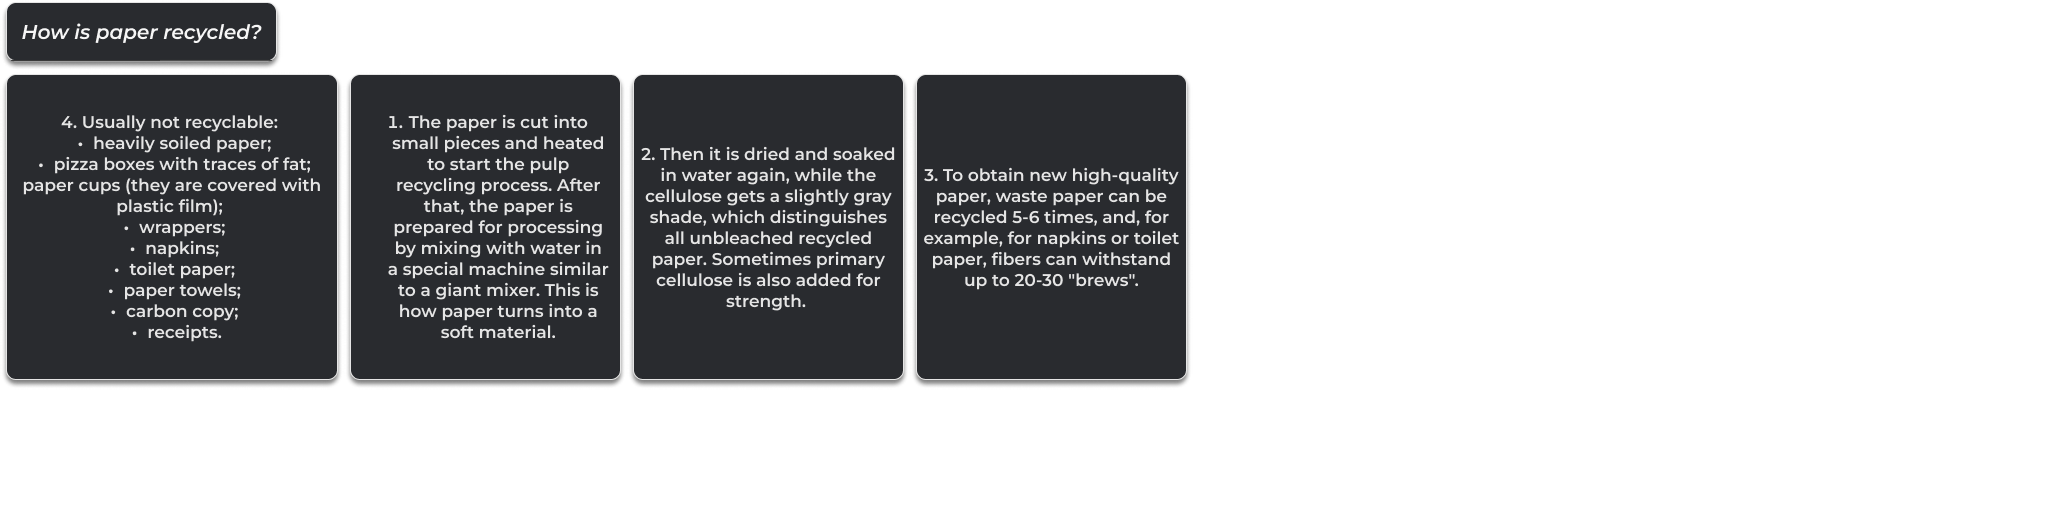 How is paper recycled?
4. Usually not recyclable:
• heavily soiled paper;
• pizza boxes with traces of fat;
paper cups (they are covered with
plastic film);
• wrappers;
• napkins;
• toilet paper;
• paper towels;
• carbon copy;
• receipts.
1. The paper is cut into
small pieces and heated
to start the pulp
recycling process. After
that, the paper is
prepared for processing
by mixing with water in
a special machine similar
to a giant mixer. This is
how paper turns into a
soft material.
2. Then it is dried and soaked
in water again, while the
cellulose gets a slightly gray
shade, which distinguishes
all unbleached recycled
paper. Sometimes primary
cellulose is also added for
strength.
3. To obtain new high-quality
paper, waste paper can be
recycled 5-6 times, and, for
example, for napkins or toilet
paper, fibers can withstand
up to 20-30 "brews".